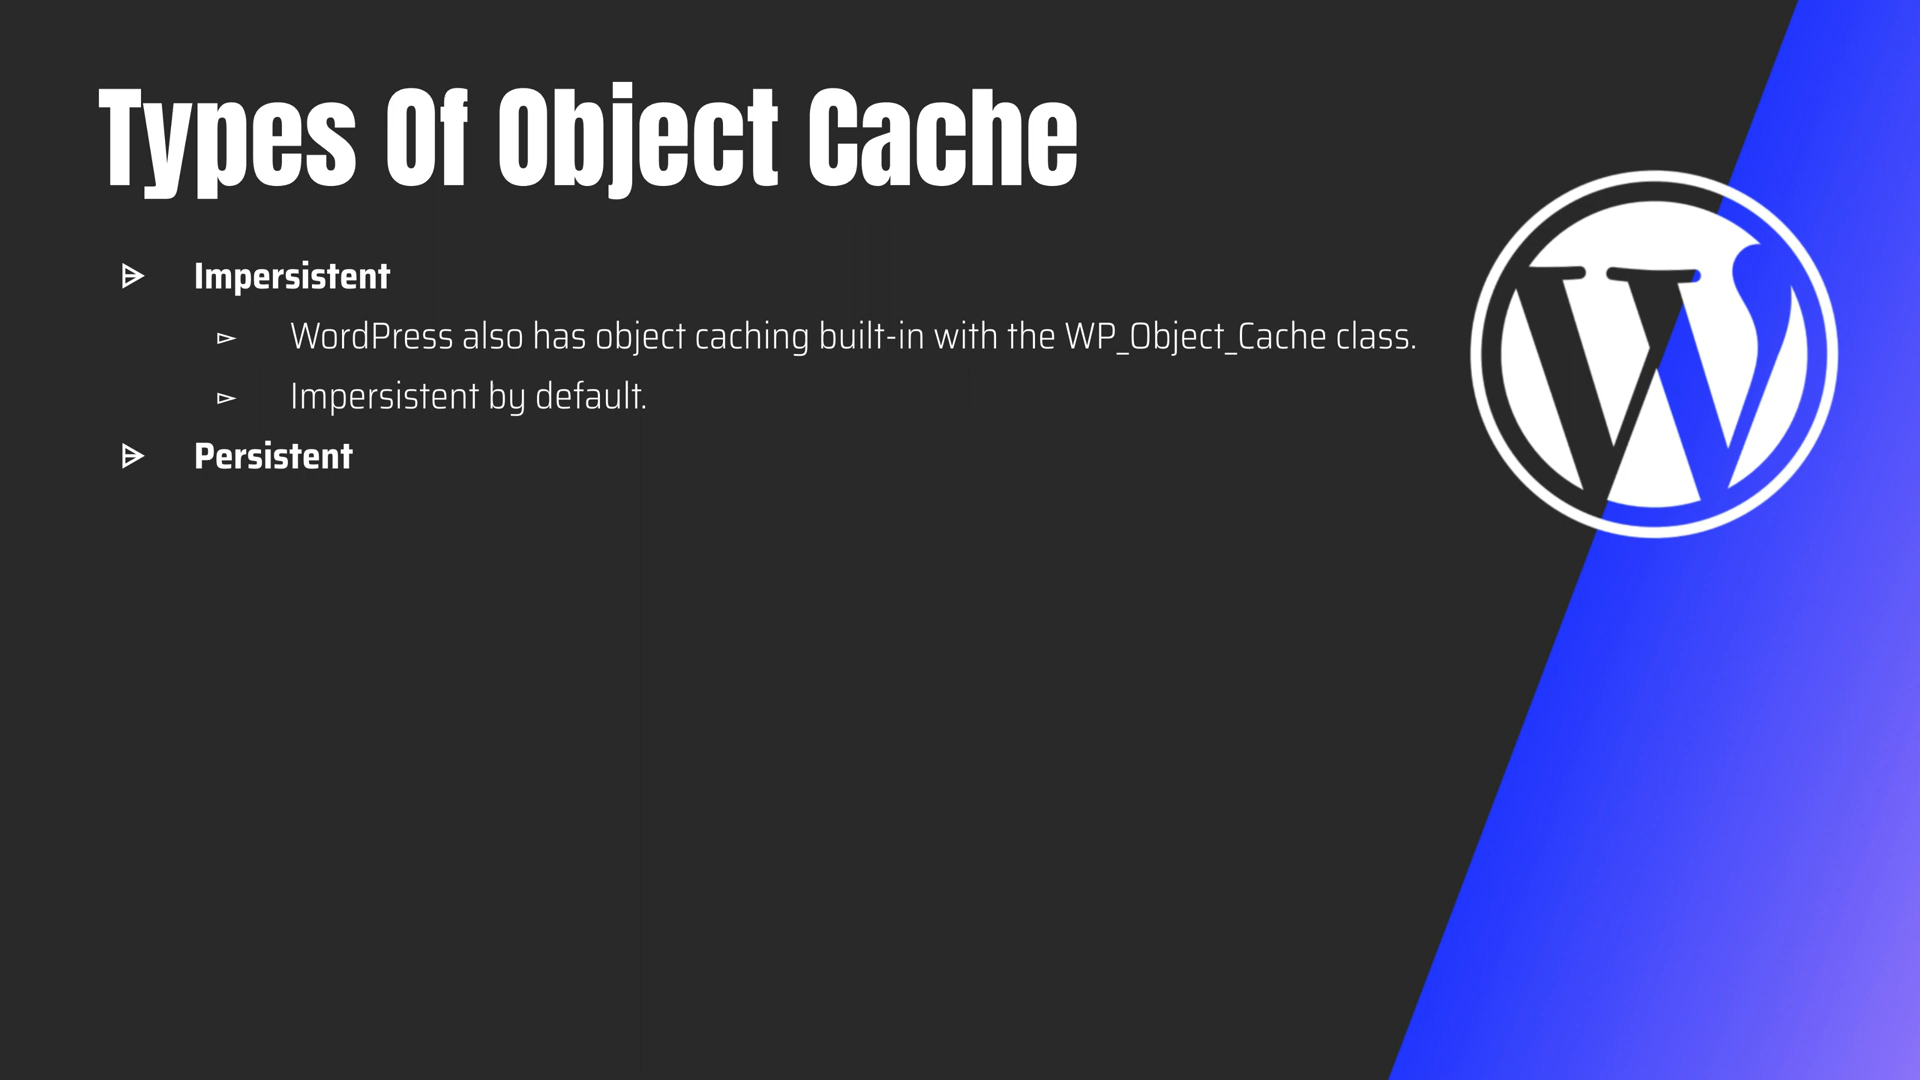 Types Of Object Cache
Impersistent
WordPress also has object caching built-in with the WP_Object_Cache class.
Impersistent by default.
Persistent